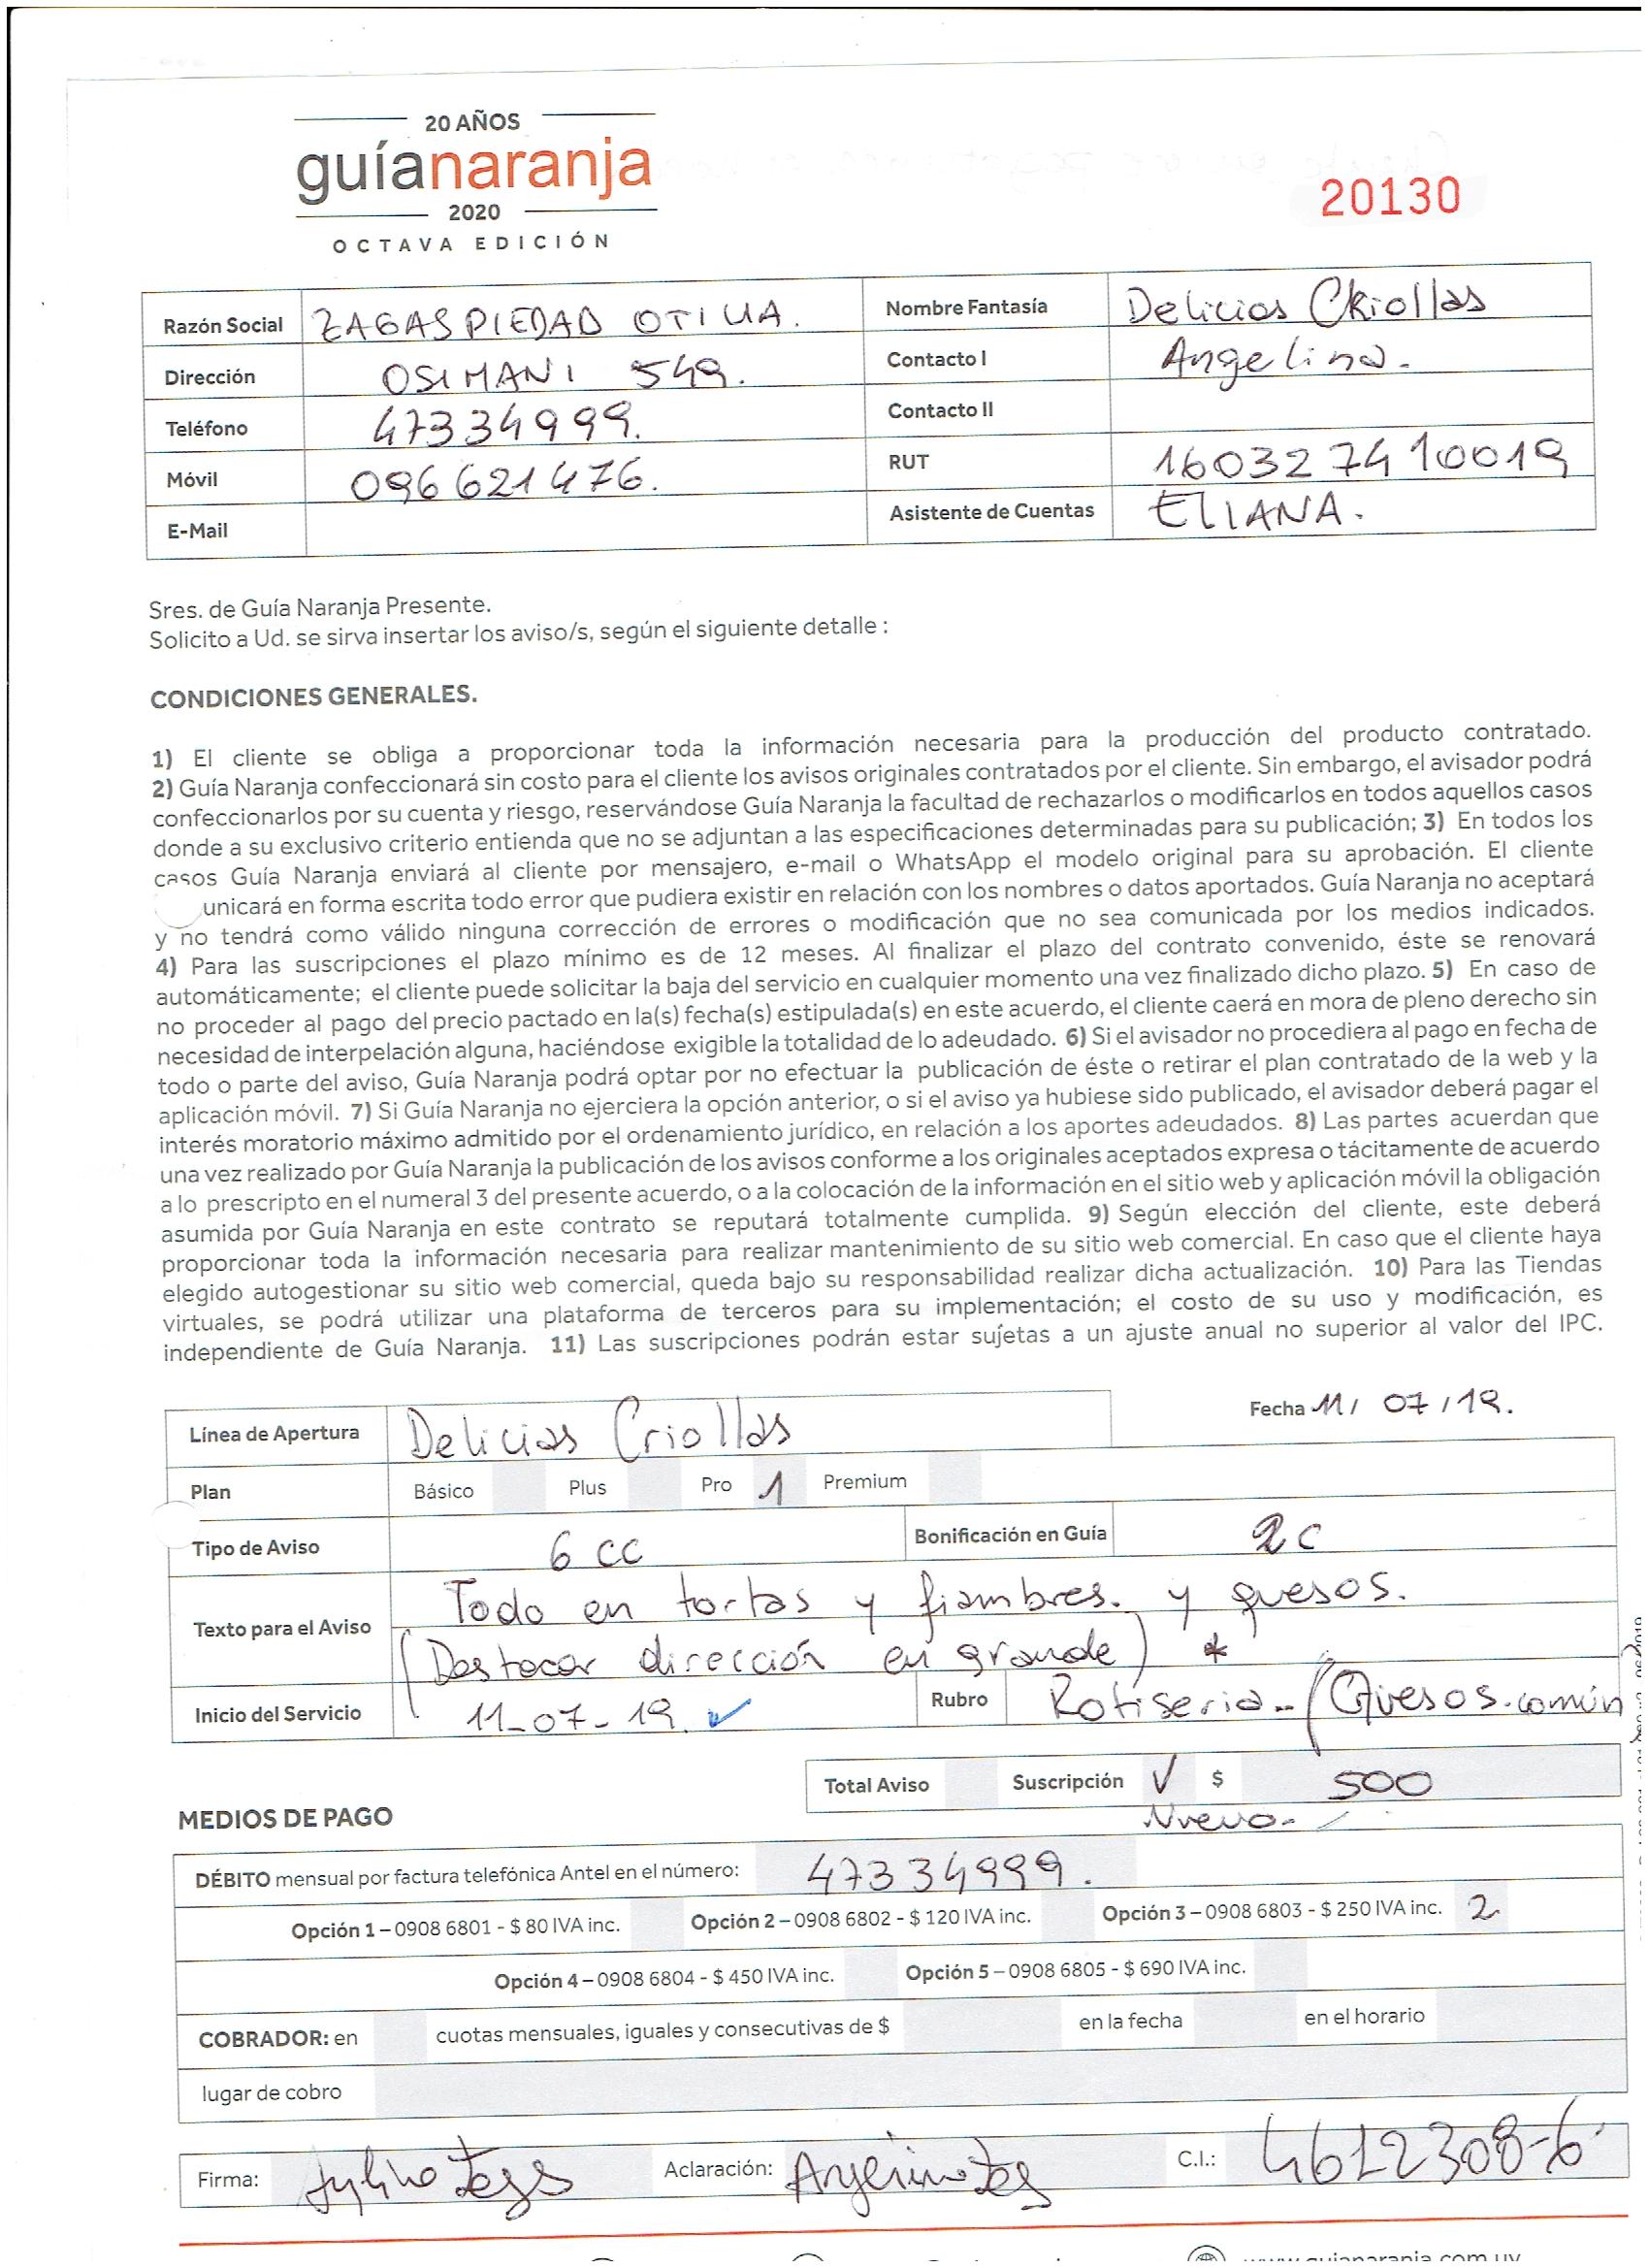 20 AÑOS
guíanaranja
2020
OCTAVA EDICIÓN
20130
Razón Social ZAGAS PIEDAD OTILIA. Nombre Fantasía Delicias CRiollas
Dirección OSIMANI 549. Contacto I Angelina.
Teléfono 47334999. Contacto II
Móvil 096621476. RUT 160327410019
E-Mail Asistente de Cuentas ELIANA.
Sres. de Guía Naranja Presente.
Solicito a Ud. se sirva insertar los aviso/s, según el siguiente detalle :
CONDICIONES GENERALES.
1) El cliente se obliga a proporcionar toda la información necesaria para la producción del producto contratado.
2) Guía Naranja confeccionará sin costo para el cliente los avisos originales contratados por el cliente. Sin embargo, el avisador podrá
confeccionarlos por su cuenta y riesgo, reservándose Guía Naranja la facultad de rechazarlos o modificarlos en todos aquellos casos
donde a su exclusivo criterio entienda que no se adjuntan a las especificaciones determinadas para su publicación; 3) En todos los
casos Guía Naranja enviará al cliente por mensajero, e-mail o WhatsApp el modelo original para su aprobación. El cliente
unicará en forma escrita todo error que pudiera existir en relación con los nombres o datos aportados. Guía Naranja no aceptará
y no tendrá como válido ninguna corrección de errores o modificación que no sea comunicada por los medios indicados.
4) Para las suscripciones el plazo mínimo es de 12 meses. Al finalizar el plazo del contrato convenido, éste se renovará
automáticamente; el cliente puede solicitar la baja del servicio en cualquier momento una vez finalizado dicho plazo. 5) En caso de
no proceder al pago del precio pactado en la(s) fecha(s) estipulada(s) en este acuerdo, el cliente caerá en mora de pleno derecho sin
necesidad de interpelación alguna, haciéndose exigible la totalidad de lo adeudado. 6) Si el avisador no procediera al pago en fecha de
todo o parte del aviso, Guía Naranja podrá optar por no efectuar la publicación de éste o retirar el plan contratado de la web y la
aplicación móvil. 7) Si Guía Naranja no ejerciera la opción anterior, o si el aviso ya hubiese sido publicado, el avisador deberá pagar el
interés moratorio máximo admitido por el ordenamiento jurídico, en relación a los aportes adeudados. 8) Las partes acuerdan que
una vez realizado por Guía Naranja la publicación de los avisos conforme a los originales aceptados expresa o tácitamente de acuerdo
a lo prescripto en el numeral 3 del presente acuerdo, o a la colocación de la información en el sitio web y aplicación móvil la obligación
asumida por Guía Naranja en este contrato se reputará totalmente cumplida. 9) Según elección del cliente, este deberá
proporcionar toda la información necesaria para realizar mantenimiento de su sitio web comercial. En caso que el cliente haya
elegido autogestionar su sitio web comercial, queda bajo su responsabilidad realizar dicha actualización. 10) Para las Tiendas
virtuales, se podrá utilizar una plataforma de terceros para su implementación; el costo de su uso y modificación, es
independiente de Guía Naranja. 11) Las suscripciones podrán estar sujetas a un ajuste anual no superior al valor del IPC.
Línea de Apertura Delicias Criollas Fecha 11/ 07 / 19.
Plan Básico Plus Pro 1 Premium
Tipo de Aviso 6 CC Bonificación en Guía 2C
Texto para el Aviso Todo en tortas y fiambres. y quesos.
(Destacar dirección en grande) *
Inicio del Servicio 11-07-19. ✓ Rubro Rotiseria - (Quesos. común)
Total Aviso Suscripción ✓ $ 500
Nuevo -
MEDIOS DE PAGO
DÉBITO mensual por factura telefónica Antel en el número: 47334999.
Opción 1 – 0908 6801 - $ 80 IVA inc. Opción 2 – 0908 6802 - $ 120 IVA inc. Opción 3 – 0908 6803 - $ 250 IVA inc. 2
Opción 4 – 0908 6804 - $ 450 IVA inc. Opción 5 – 0908 6805 - $ 690 IVA inc.
COBRADOR: en cuotas mensuales, iguales y consecutivas de $ en la fecha en el horario
lugar de cobro
Firma: Aclaración: C.I.: 4612308-6
www.guianaranja.com.uy